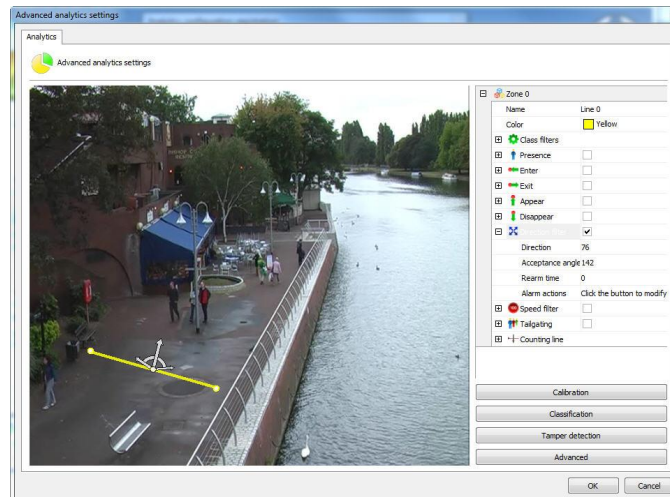 Advanced analytics settings
Analytics
Advanced analytics settings
Zone 0
Name Line 0
Color Yellow
Class filters
Presence
Enter
Exit
Appear
Disappear
Direction filter
Direction 76
Acceptance angle 142
Rearm time 0
Alarm actions Click the button to modify
Speed filter
Tailgating
Counting line
Calibration
Classification
Tamper detection
Advanced
OK Cancel